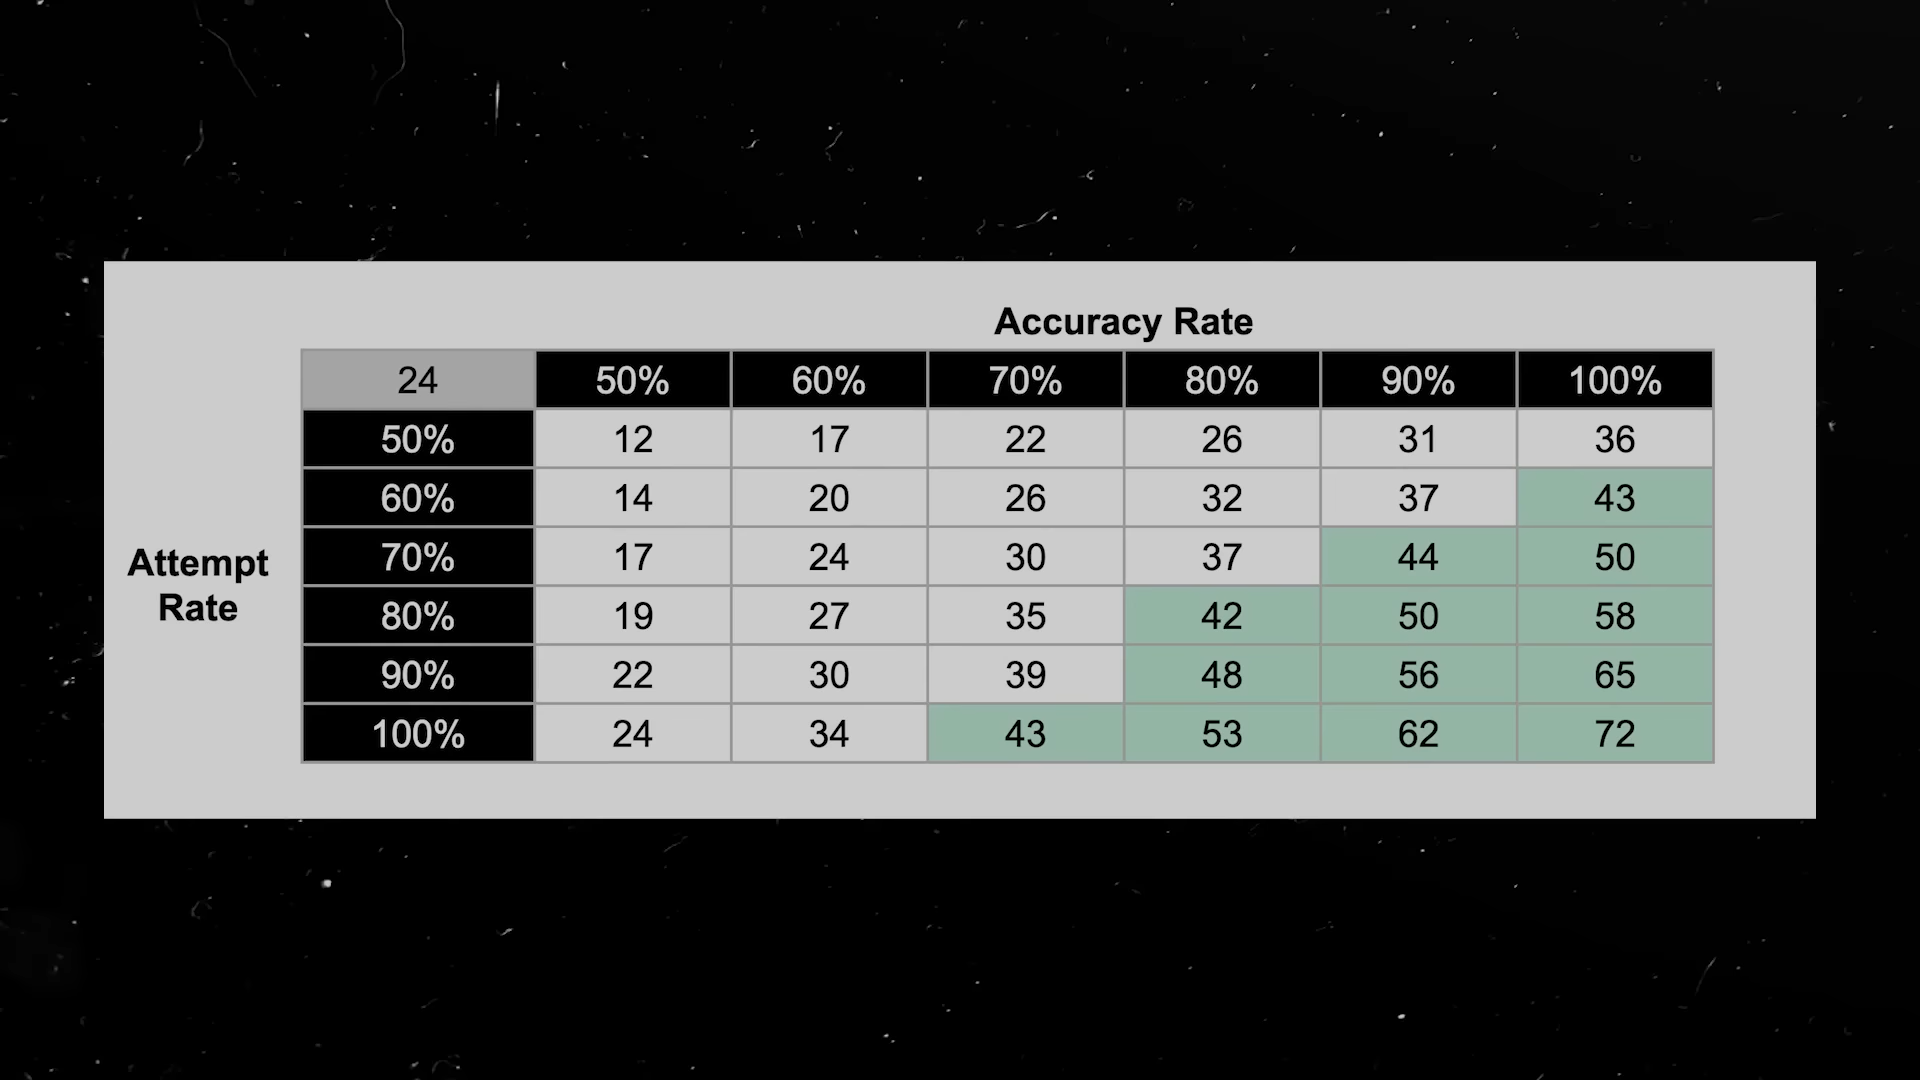 Accuracy Rate
24 50% 60% 70% 80% 90% 100%
50% 12 17 22 26 31 36
60% 14 20 26 32 37 43
Attempt
Rate
70% 17 24 30 37 44 50
80% 19 27 35 42 50 58
90% 22 30 39 48 56 65
100% 24 34 43 53 62 72